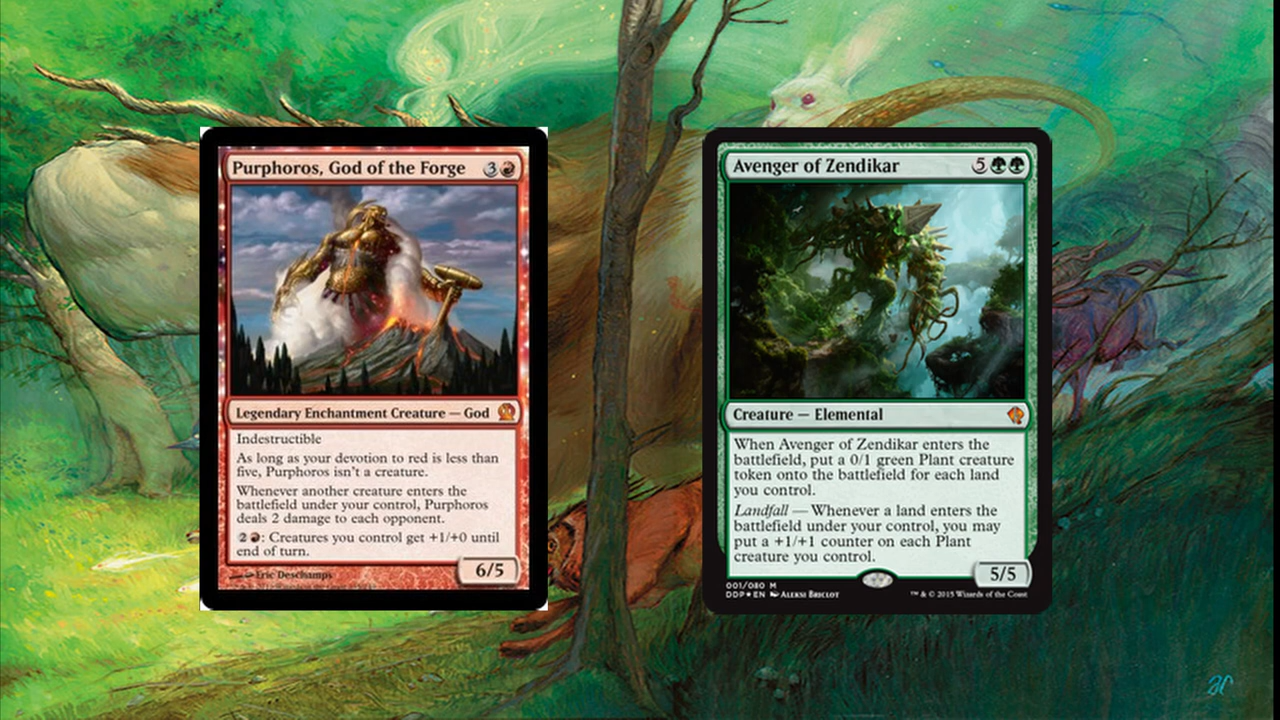 Purphoros, God of the Forge 3
Legendary Enchantment Creature — God
Indestructible
As long as your devotion to red is less than
five, Purphoros isn't a creature.
Whenever another creature enters the
battlefield under your control, Purphoros
deals 2 damage to each opponent.
2 : Creatures you control get +1/+0 until
end of turn.
6/5
Eric Deschamps
Avenger of Zendikar 5
Creature — Elemental
When Avenger of Zendikar enters the
battlefield, put a 0/1 green Plant creature
token onto the battlefield for each land
you control.
Landfall — Whenever a land enters the
battlefield under your control, you may
put a +1/+1 counter on each Plant
creature you control.
5/5
001/080 M
DDP★EN Aleksi Briclot
™ & © 2015 Wizards of the Coast